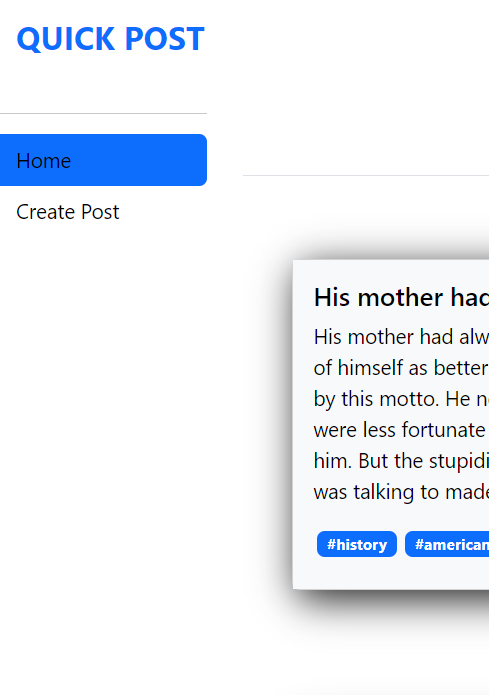 QUICK POST
Home
Create Post
His mother had
His mother had alw
of himself as better
by this motto. He n
were less fortunate
him. But the stupidi
was talking to made
#history #american